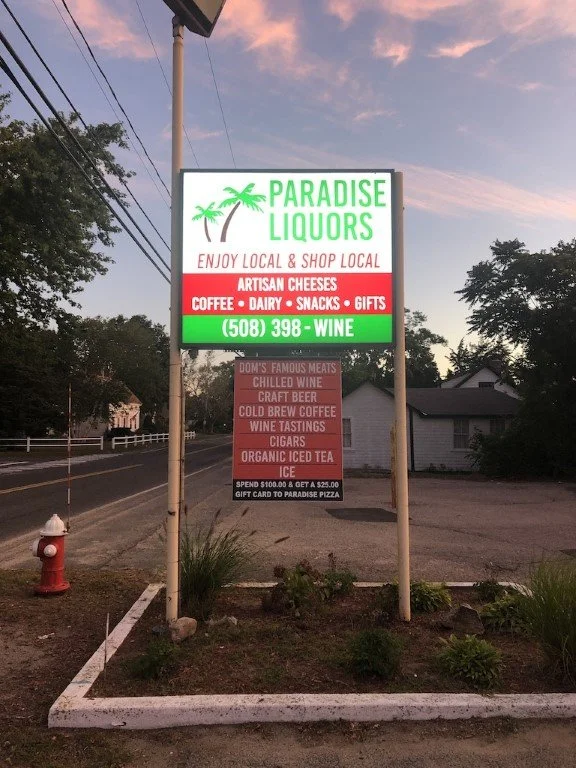 PARADISE
LIQUORS
ENJOY LOCAL & SHOP LOCAL
ARTISAN CHEESES
COFFEE • DAIRY • SNACKS • GIFTS
(508) 398-WINE
DOM'S FAMOUS MEATS
CHILLED WINE
CRAFT BEER
COLD BREW COFFEE
WINE TASTINGS
CIGARS
ORGANIC ICED TEA
ICE
SPEND $100.00 & GET A $25.00
GIFT CARD TO PARADISE PIZZA